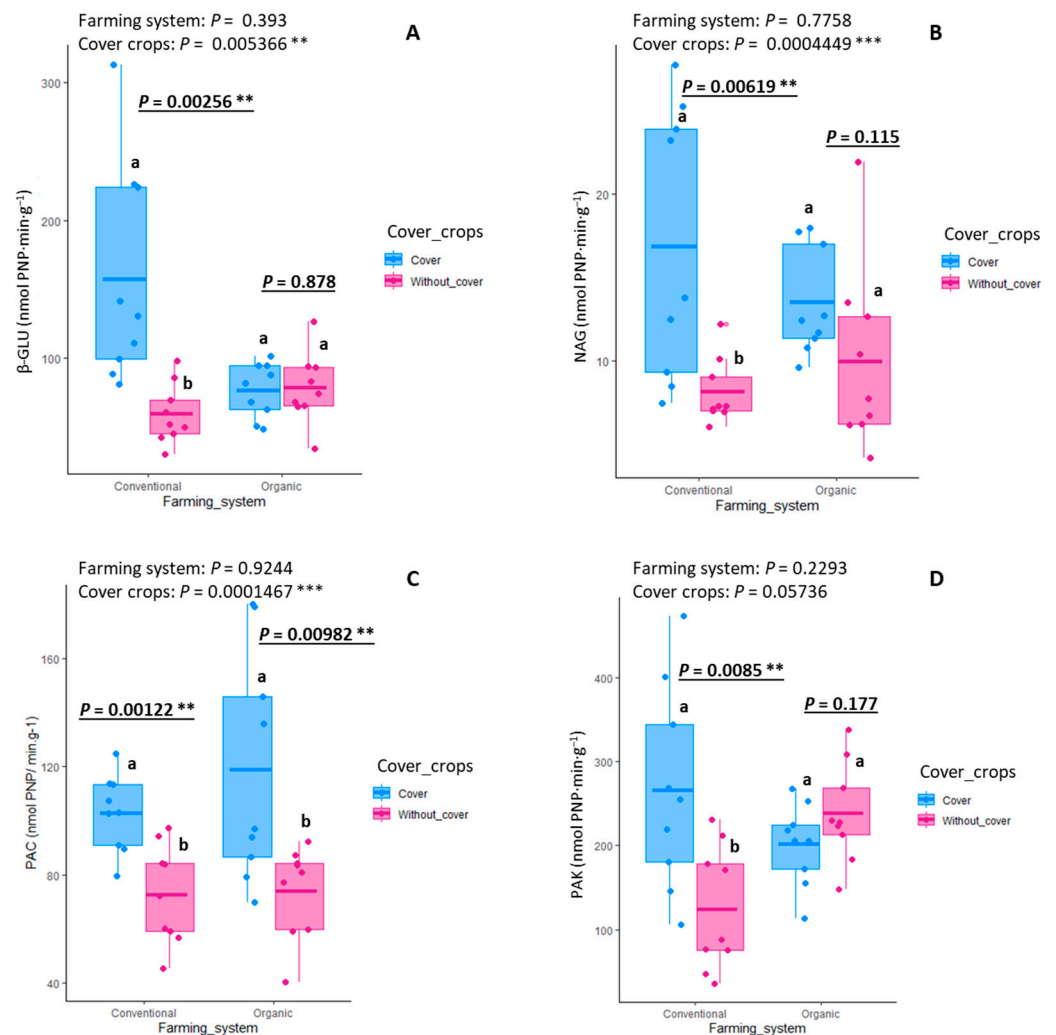 Farming system: P = 0.393
Cover crops: P = 0.005366 **
A
P = 0.00256 **
300
200
100
β-GLU (nmol PNP·min·g⁻¹)
a
b
P = 0.878
a
a
Cover_crops
Cover
Without_cover
Conventional
Organic
Farming_system
Farming system: P = 0.7758
Cover crops: P = 0.0004449 ***
B
P = 0.00619 **
P = 0.115
20
10
NAG (nmol PNP·min·g⁻¹)
a
b
a
a
Cover_crops
Cover
Without_cover
Conventional
Organic
Farming_system
Farming system: P = 0.9244
Cover crops: P = 0.0001467 ***
C
P = 0.00982 **
P = 0.00122 **
160
120
80
40
PAC (nmol PNP/ min.g-1)
a
b
a
b
Cover_crops
Cover
Without_cover
Conventional
Organic
Farming_system
Farming system: P = 0.2293
Cover crops: P = 0.05736
D
P = 0.0085 **
P = 0.177
400
300
200
100
PAK (nmol PNP·min·g⁻¹)
a
b
a
a
Cover_crops
Cover
Without_cover
Conventional
Organic
Farming_system